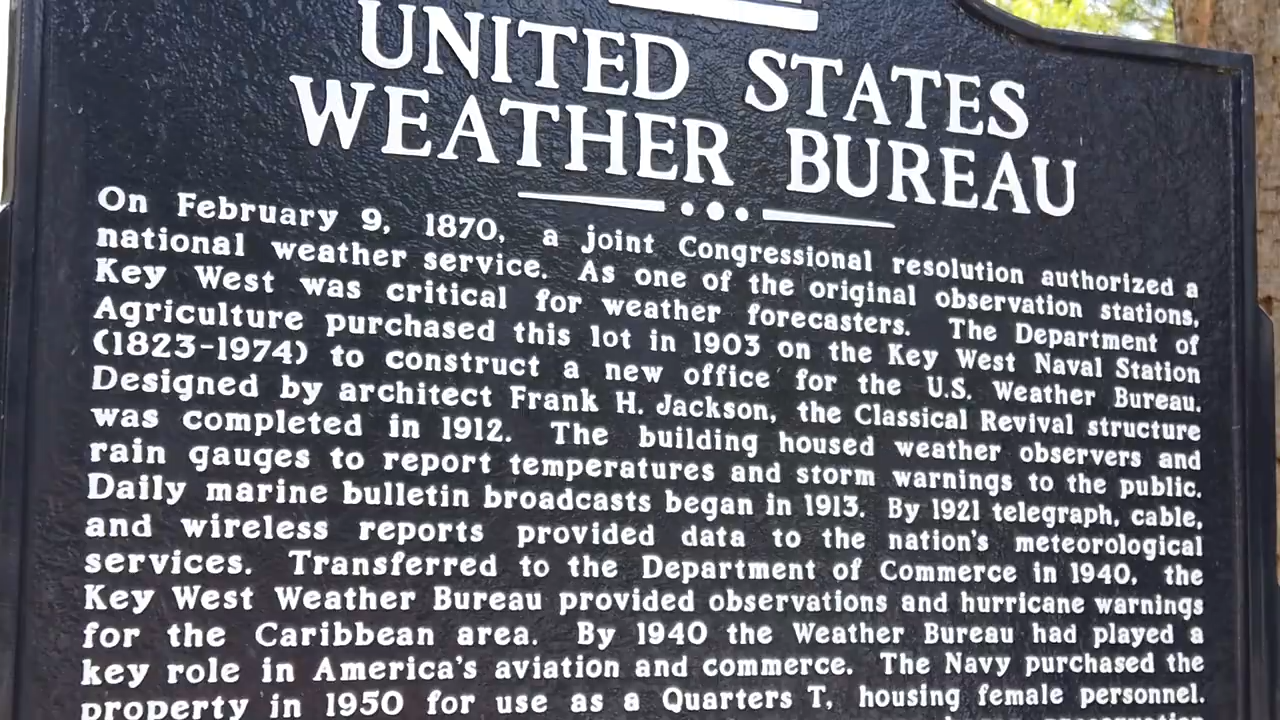 UNITED STATES
WEATHER BUREAU
On February 9, 1870, a joint Congressional resolution authorized a
national weather service. As one of the original observation stations,
Key West was critical for weather forecasters. The Department of
Agriculture purchased this lot in 1903 on the Key West Naval Station
(1823-1974) to construct a new office for the U.S. Weather Bureau.
Designed by architect Frank H. Jackson, the Classical Revival structure
was completed in 1912. The building housed weather observers and
rain gauges to report temperatures and storm warnings to the public.
Daily marine bulletin broadcasts began in 1913. By 1921 telegraph, cable,
and wireless reports provided data to the nation's meteorological
services. Transferred to the Department of Commerce in 1940, the
Key West Weather Bureau provided observations and hurricane warnings
for the Caribbean area. By 1940 the Weather Bureau had played a
key role in America's aviation and commerce. The Navy purchased the
property in 1950 for use as a Quarters T, housing female personnel.